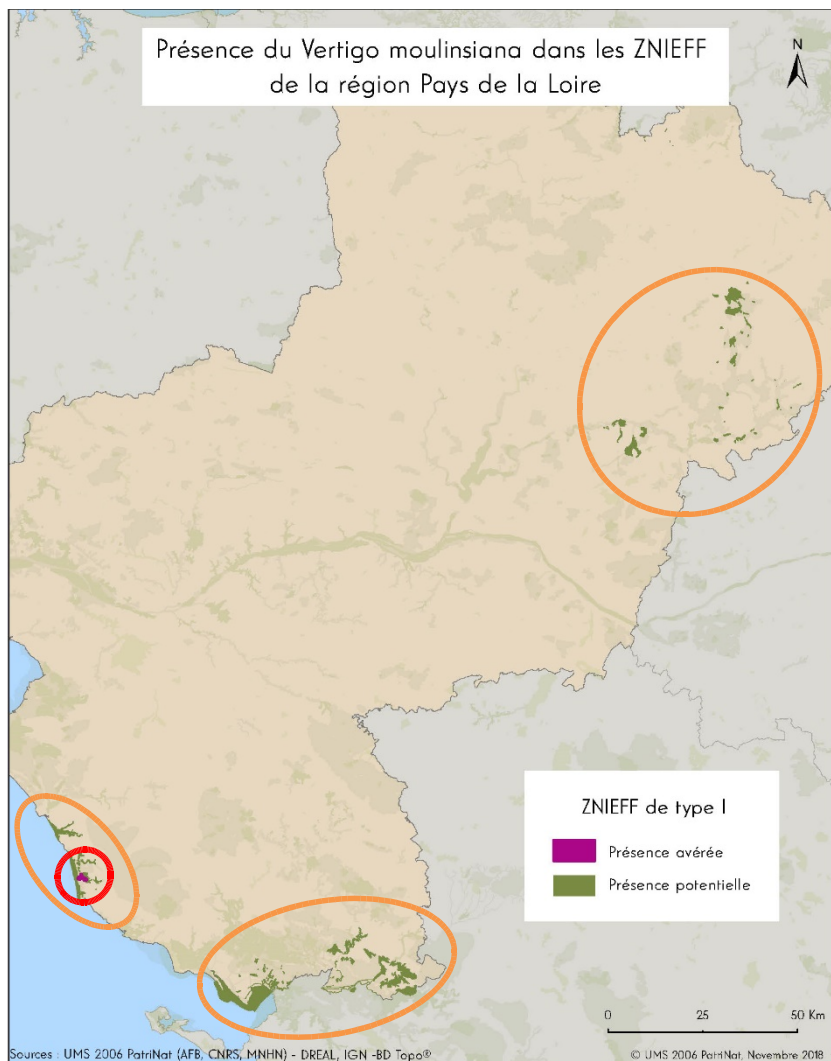 Présence du Vertigo moulinsiana dans les ZNIEFF
de la région Pays de la Loire
N
ZNIEFF de type I
Présence avérée
Présence potentielle
0 25 50 Km
Sources : UMS 2006 PatriNat (AFB, CNRS, MNHN) - DREAL, IGN -BD Topo®
© UMS 2006 PatriNat, Novembre 2018